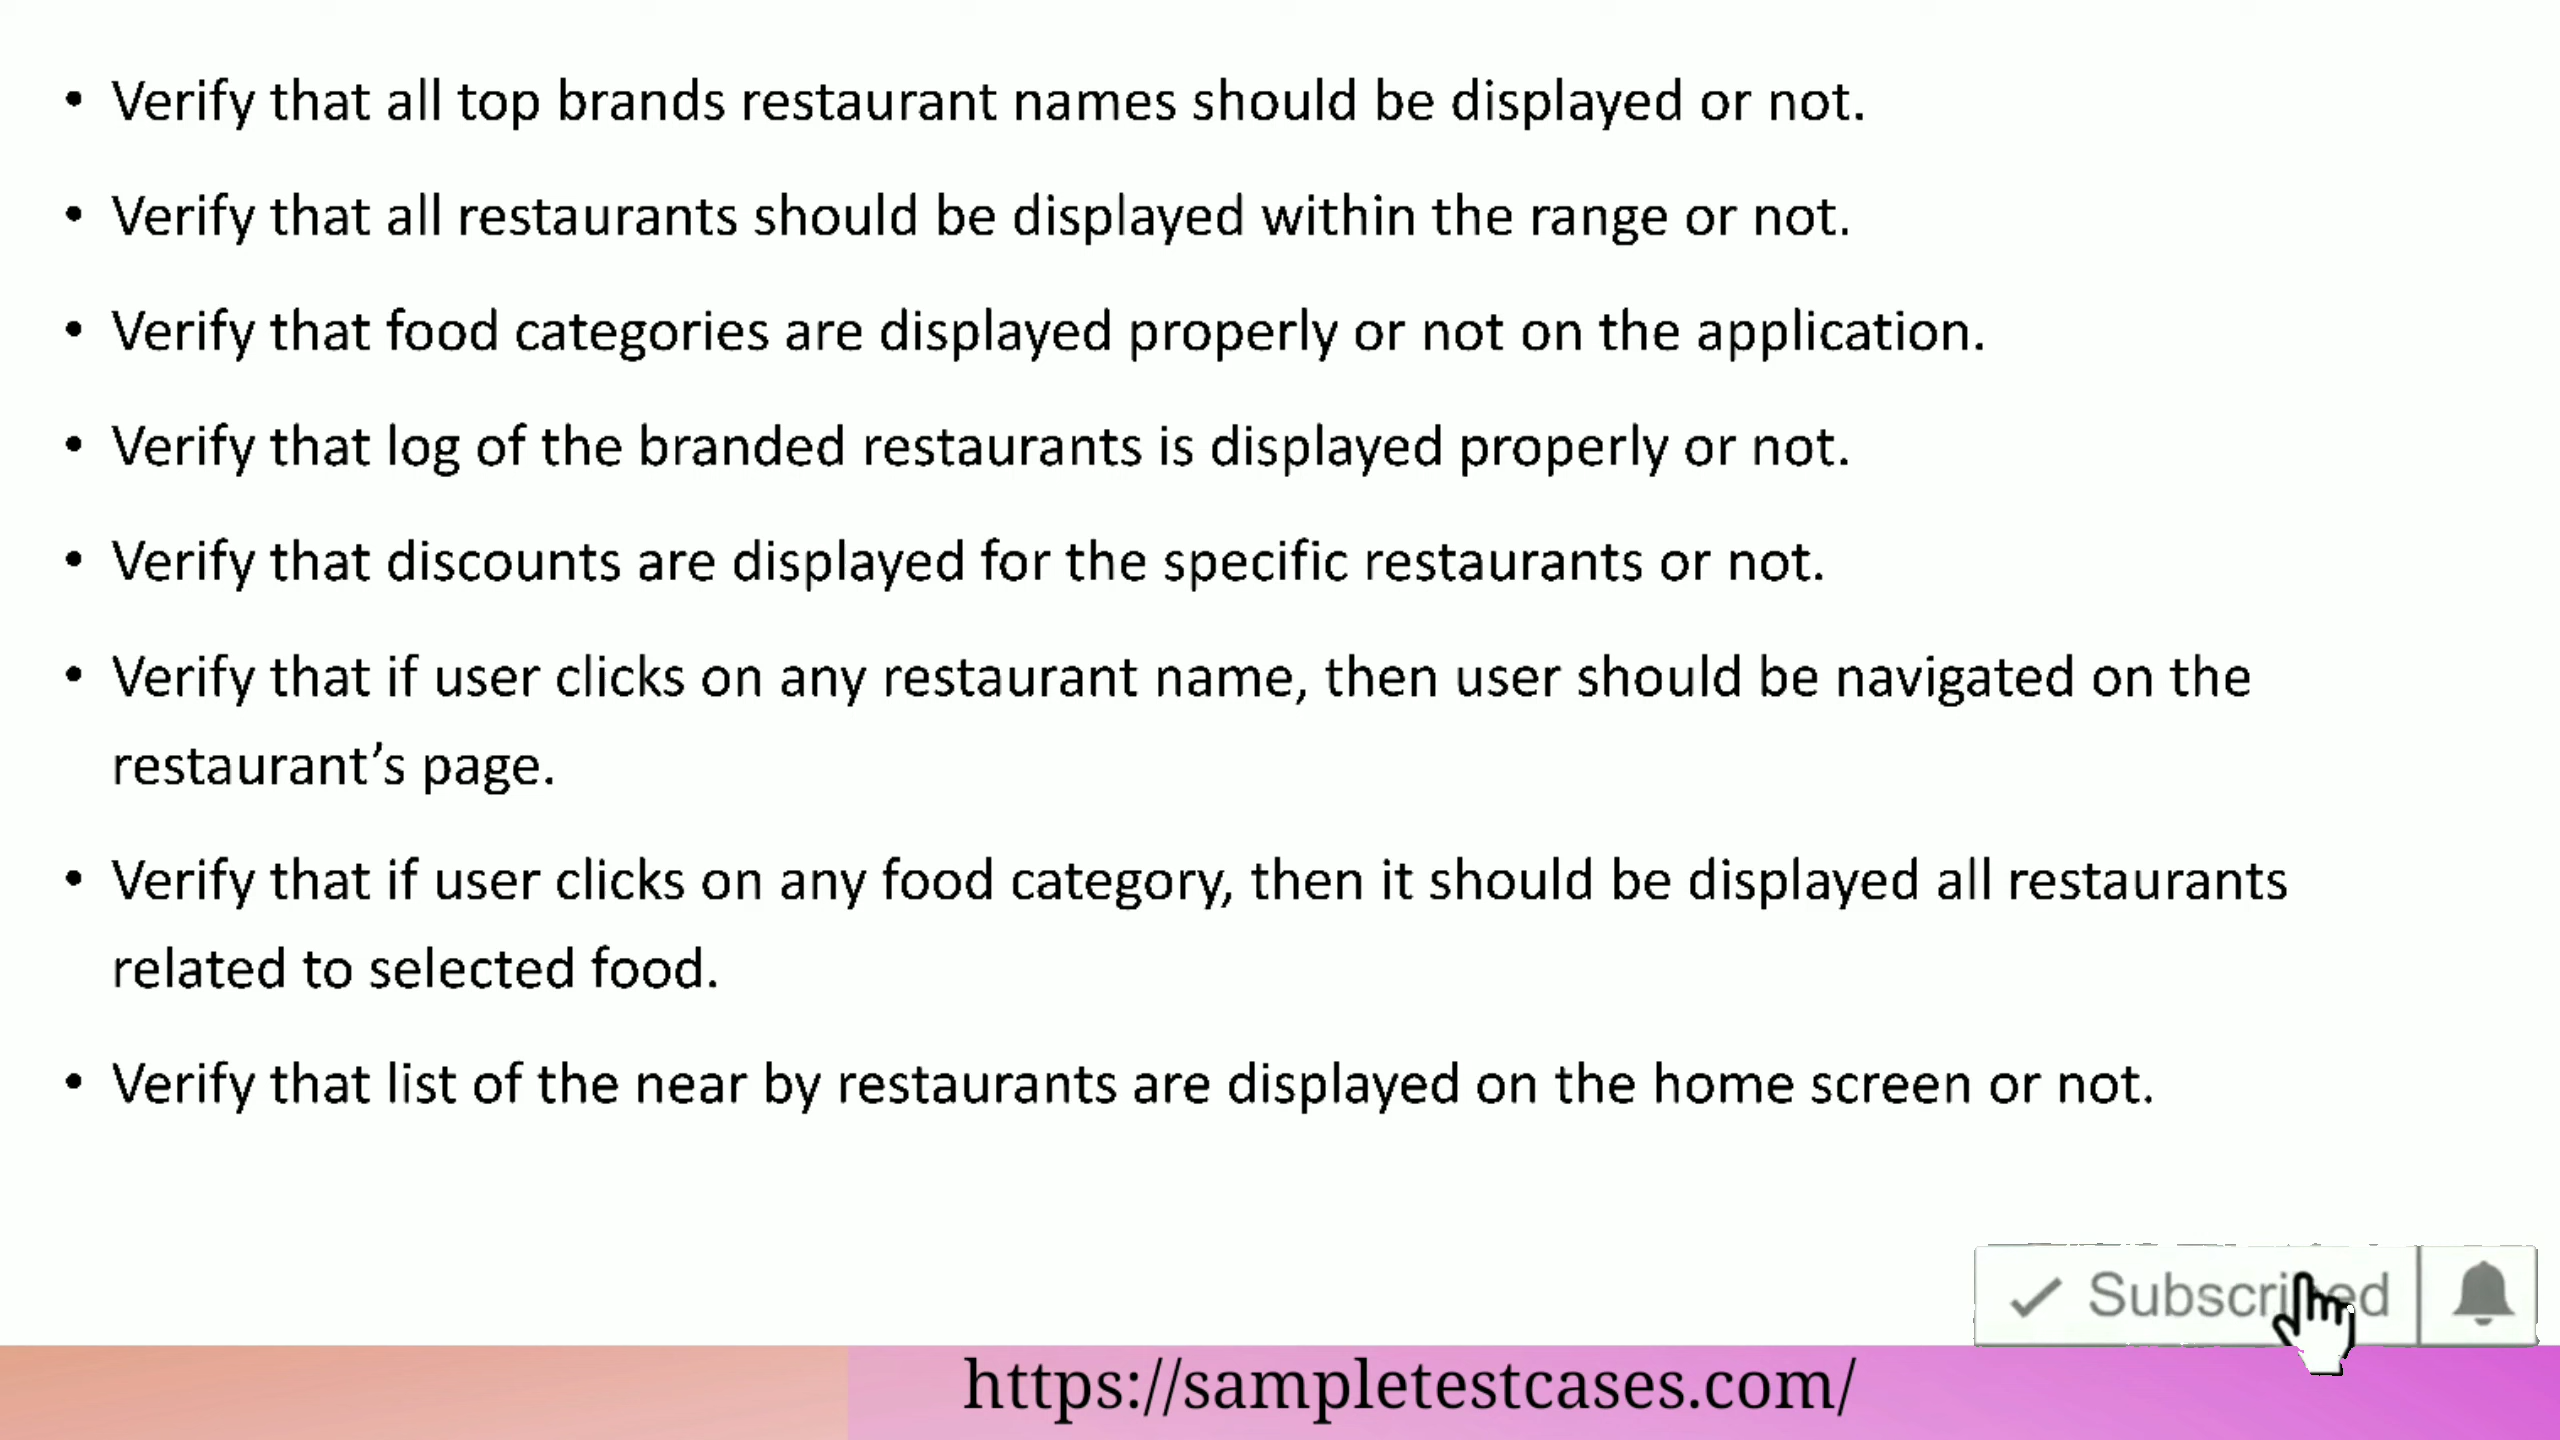 • Verify that all top brands restaurant names should be displayed or not.
• Verify that all restaurants should be displayed within the range or not.
• Verify that food categories are displayed properly or not on the application.
• Verify that log of the branded restaurants is displayed properly or not.
• Verify that discounts are displayed for the specific restaurants or not.
• Verify that if user clicks on any restaurant name, then user should be navigated on the
restaurant’s page.
• Verify that if user clicks on any food category, then it should be displayed all restaurants
related to selected food.
• Verify that list of the near by restaurants are displayed on the home screen or not.
Subscribed
https://sampletestcases.com/